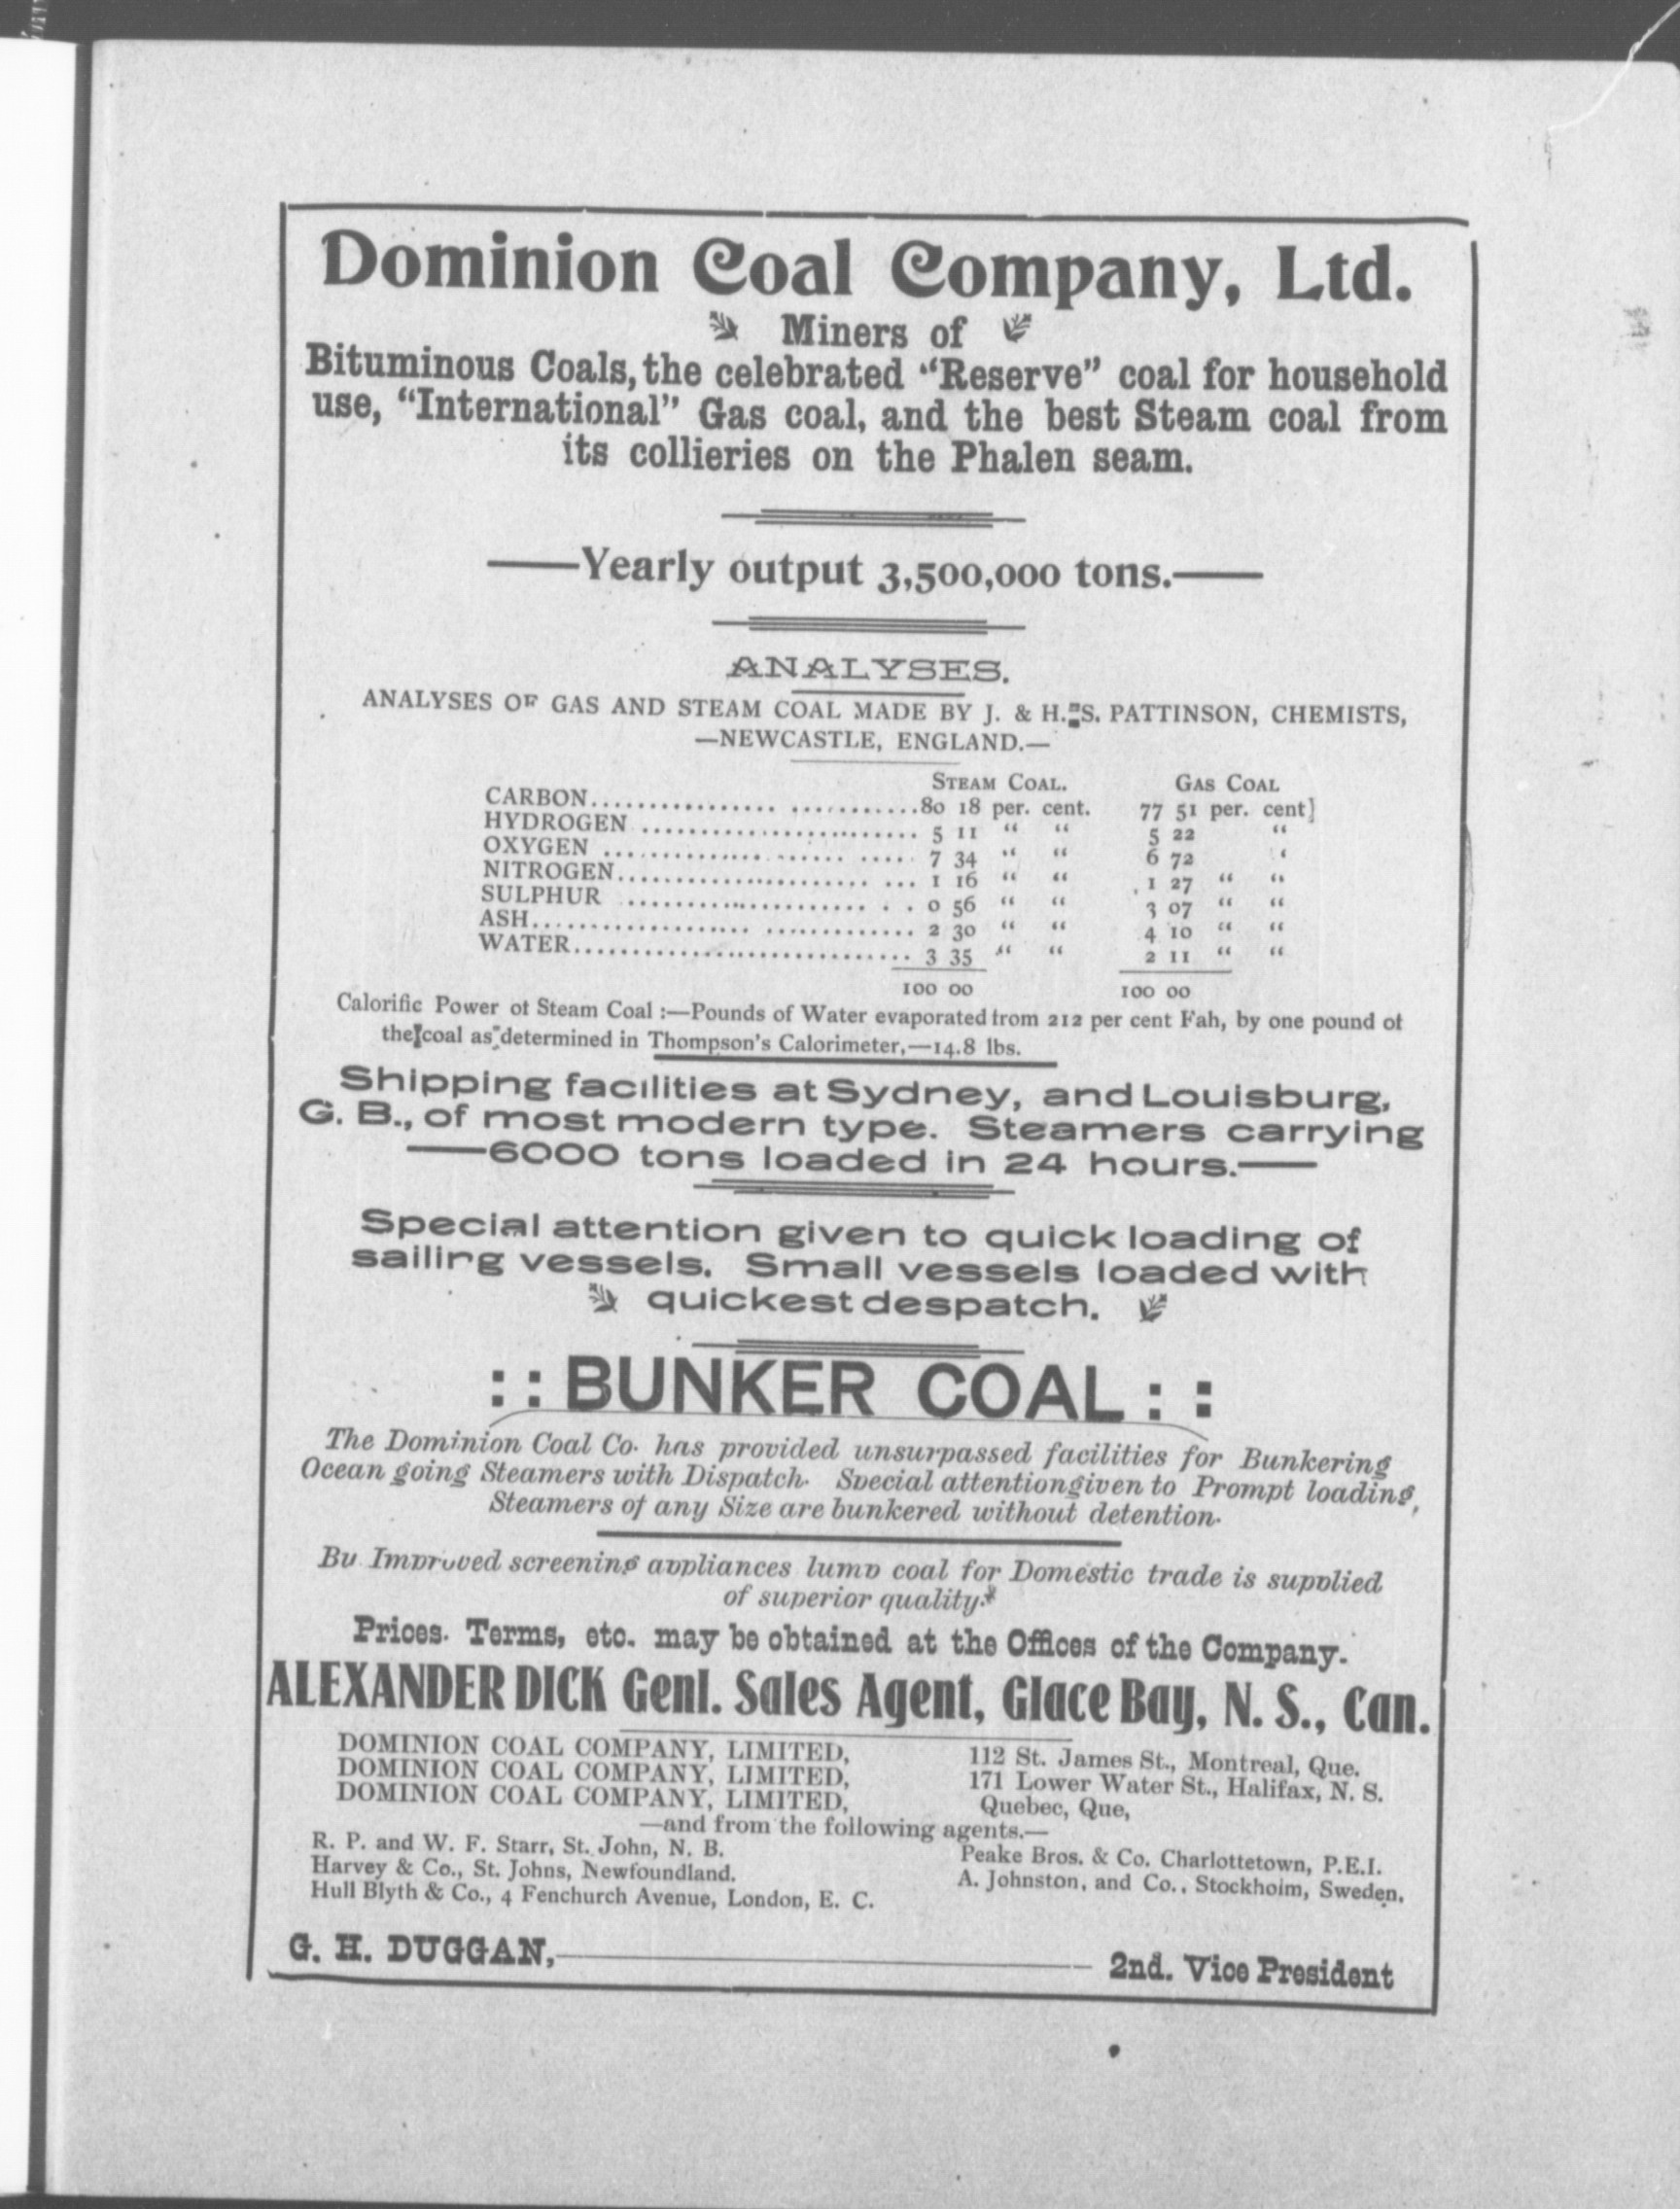 Dominion Coal Company, Ltd.
Miners of
Bituminous Coals, the celebrated "Reserve" coal for household
use, "International" Gas coal, and the best Steam coal from
its collieries on the Phalen seam.
——Yearly output 3,500,000 tons.——
ANALYSES.
ANALYSES OF GAS AND STEAM COAL MADE BY J. & H. S. PATTINSON, CHEMISTS,
—NEWCASTLE, ENGLAND.—
STEAM COAL. GAS COAL
CARBON............................80 18 per. cent. 77 51 per. cent]
HYDROGEN ........................ 5 11 " " 5 22 "
OXYGEN .......................... 7 34 " " 6 72 "
NITROGEN......................... 1 16 " " 1 27 " "
SULPHUR ......................... 0 56 " " 3 07 " "
ASH.............................. 2 30 " " 4 10 " "
WATER............................ 3 35 " " 2 11 " "
100 00 100 00
Calorific Power of Steam Coal :—Pounds of Water evaporated from 212 per cent Fah, by one pound of
the coal as determined in Thompson's Calorimeter,—14.8 lbs.
Shipping facilities at Sydney, and Louisburg,
G. B., of most modern type. Steamers carrying
——6000 tons loaded in 24 hours.——
Special attention given to quick loading of
sailing vessels. Small vessels loaded with
quickest despatch.
: : BUNKER COAL : :
The Dominion Coal Co. has provided unsurpassed facilities for Bunkering
Ocean going Steamers with Dispatch. Special attentiongiven to Prompt loading,
Steamers of any Size are bunkered without detention.
By Improved screening appliances lump coal for Domestic trade is supplied
of superior quality.*
Prices. Terms, etc. may be obtained at the Offices of the Company.
ALEXANDER DICK Genl. Sales Agent, Glace Bay, N. S., Can.
DOMINION COAL COMPANY, LIMITED, 112 St. James St., Montreal, Que.
DOMINION COAL COMPANY, LIMITED, 171 Lower Water St., Halifax, N. S.
DOMINION COAL COMPANY, LIMITED, Quebec, Que,
—and from the following agents.—
R. P. and W. F. Starr, St. John, N. B. Peake Bros. & Co. Charlottetown, P.E.I.
Harvey & Co., St. Johns, Newfoundland. A. Johnston, and Co., Stockholm, Sweden.
Hull Blyth & Co., 4 Fenchurch Avenue, London, E. C.
G. H. DUGGAN,—————— 2nd. Vice President